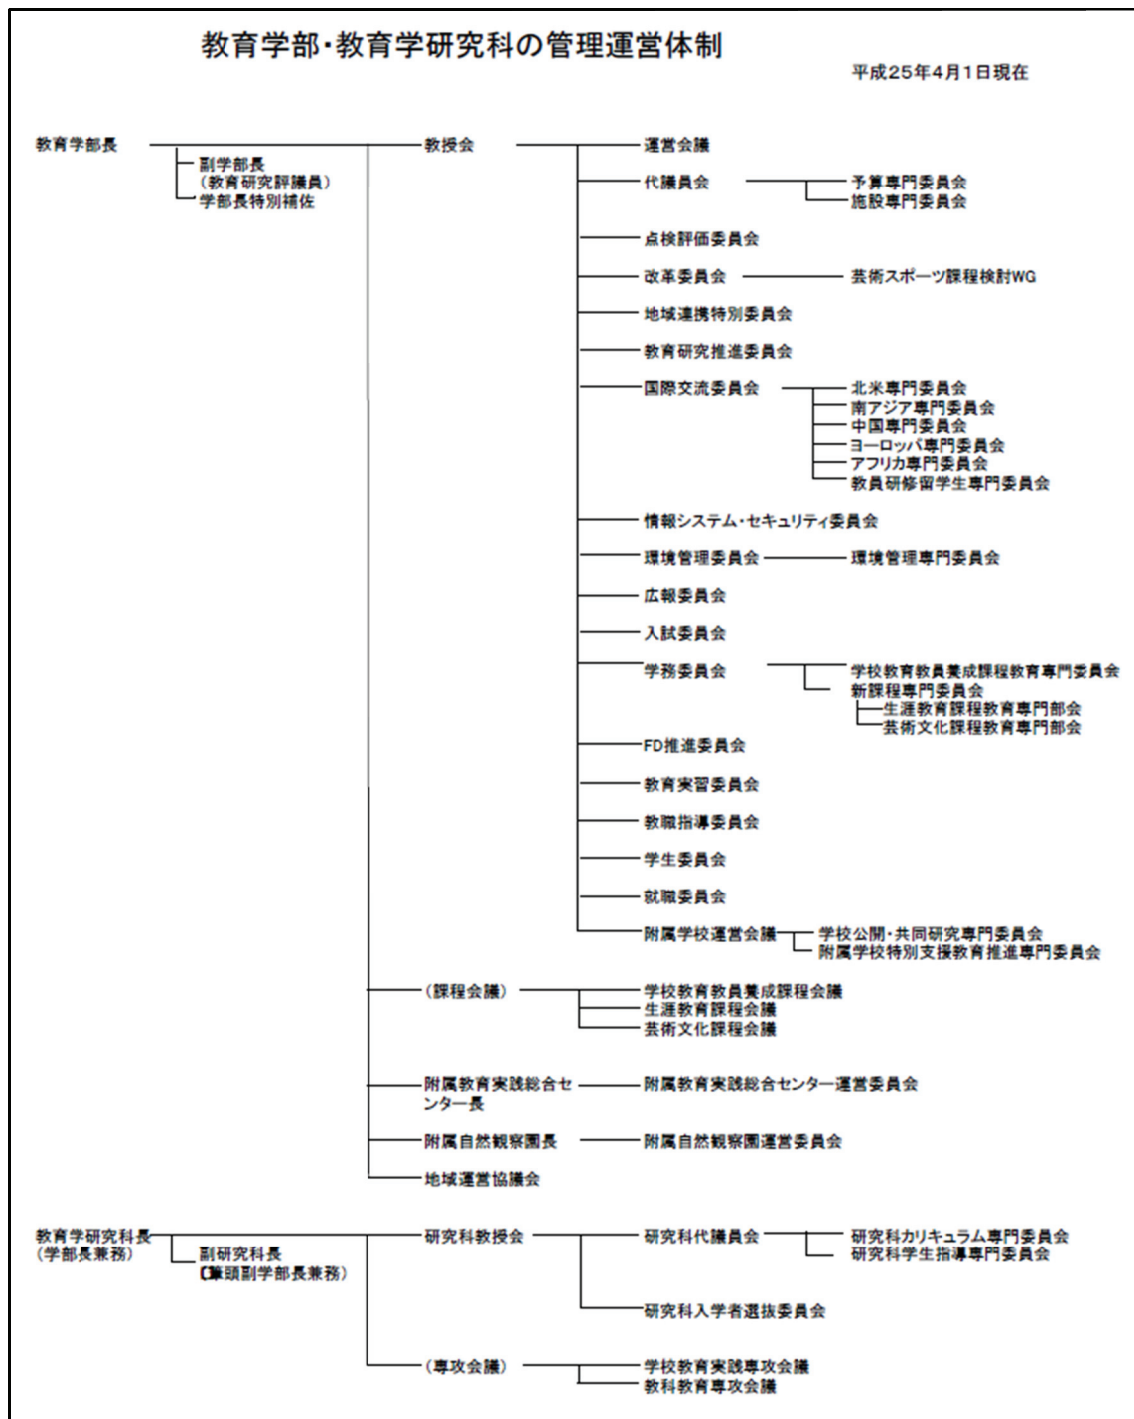 教育学部・教育学研究科の管理運営体制
平成25年4月1日現在
教育学部長
教授会
運営会議
副学部長
(教育研究評議員)
学部長特別補佐
代議員会
予算専門委員会
施設専門委員会
点検評価委員会
改革委員会
芸術スポーツ課程検討WG
地域連携特別委員会
教育研究推進委員会
国際交流委員会
北米専門委員会
南アジア専門委員会
中国専門委員会
ヨーロッパ専門委員会
アフリカ専門委員会
教員研修留学生専門委員会
情報システム・セキュリティ委員会
環境管理委員会
環境管理専門委員会
広報委員会
入試委員会
学務委員会
学校教育教員養成課程教育専門委員会
新課程専門委員会
生涯教育課程教育専門部会
芸術文化課程教育専門部会
FD推進委員会
教育実習委員会
教職指導委員会
学生委員会
就職委員会
附属学校運営会議
学校公開・共同研究専門委員会
附属学校特別支援教育推進専門委員会
(課程会議)
学校教育教員養成課程会議
生涯教育課程会議
芸術文化課程会議
附属教育実践総合セ
ンター長
附属教育実践総合センター運営委員会
附属自然観察園長
附属自然観察園運営委員会
地域運営協議会
教育学研究科長
(学部長兼務)
副研究科長
(筆頭副学部長兼務)
研究科教授会
研究科代議員会
研究科カリキュラム専門委員会
研究科学生指導専門委員会
研究科入学者選抜委員会
(専攻会議)
学校教育実践専攻会議
教科教育専攻会議